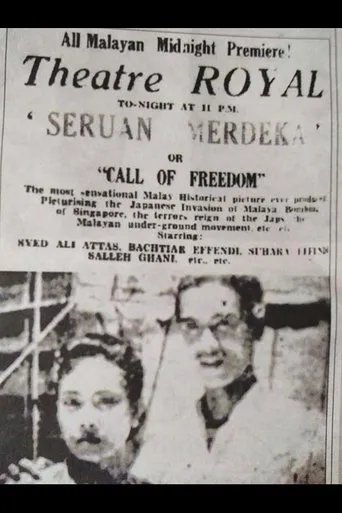 All Malayan Midnight Premiere!
Theatre ROYAL
TO-NIGHT AT 11 P.M.
'SERUAN MERDEKA'
OR
"CALL OF FREEDOM"
The most sensational Malay Historical picture ever
Picturising the Japanese Invasion of Malaya
of Singapore, the terrors reign of the Japs
Malayan under-ground movement, etc.
Starring:
SYED ALI ATTAS, BACHTIAR EFFENDI,
SALLEH GHANI, etc., etc.